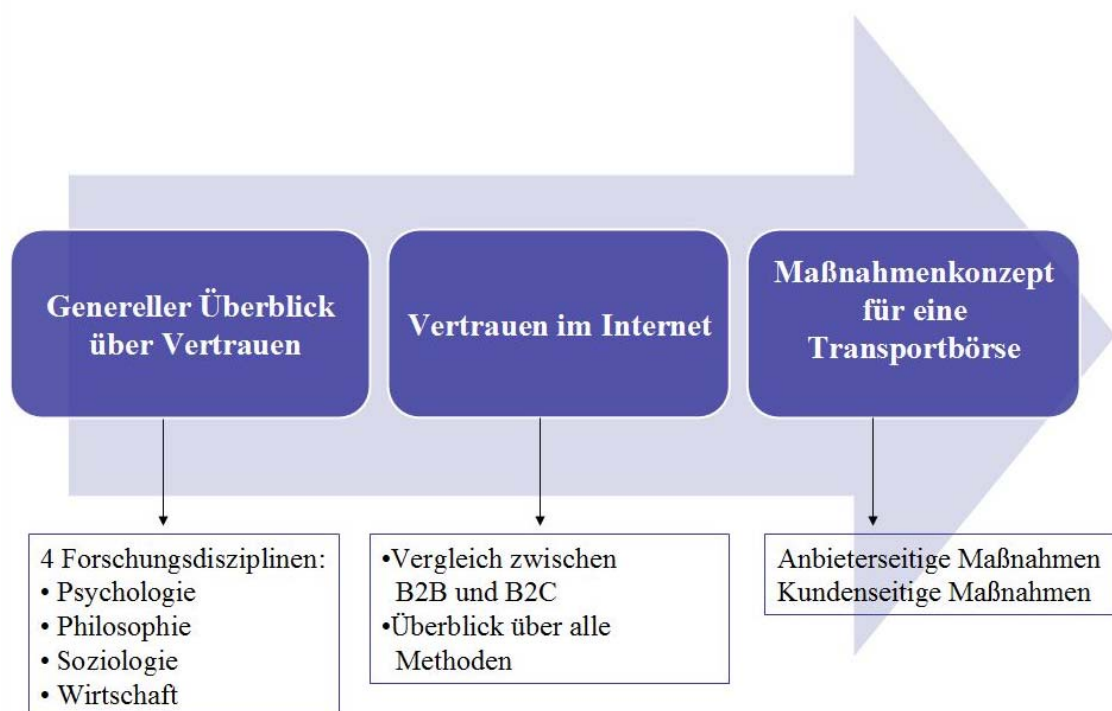 Genereller Überblick
über Vertrauen
Vertrauen im Internet
Maßnahmenkonzept
für eine
Transportbörse
4 Forschungsdisziplinen:
• Psychologie
• Philosophie
• Soziologie
• Wirtschaft
•Vergleich zwischen
B2B und B2C
•Überblick über alle
Methoden
Anbieterseitige Maßnahmen
Kundenseitige Maßnahmen